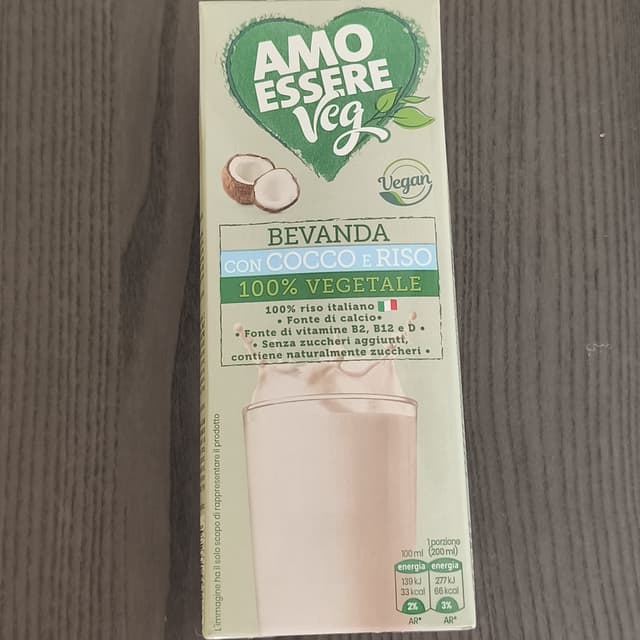 AMO
ESSERE
Veg
Vegan
BEVANDA
CON COCCO E RISO
100% VEGETALE
100% riso italiano
• Fonte di calcio•
• Fonte di vitamine B2, B12 e D •
• Senza zuccheri aggiunti,
contiene naturalmente zuccheri •
L'immagine ha il solo scopo di rappresentare il prodotto
1 porzione
100 ml (200 ml)
energia energia
139 kJ 277 kJ
33 kcal 66 kcal
2% 3%
AR* AR*